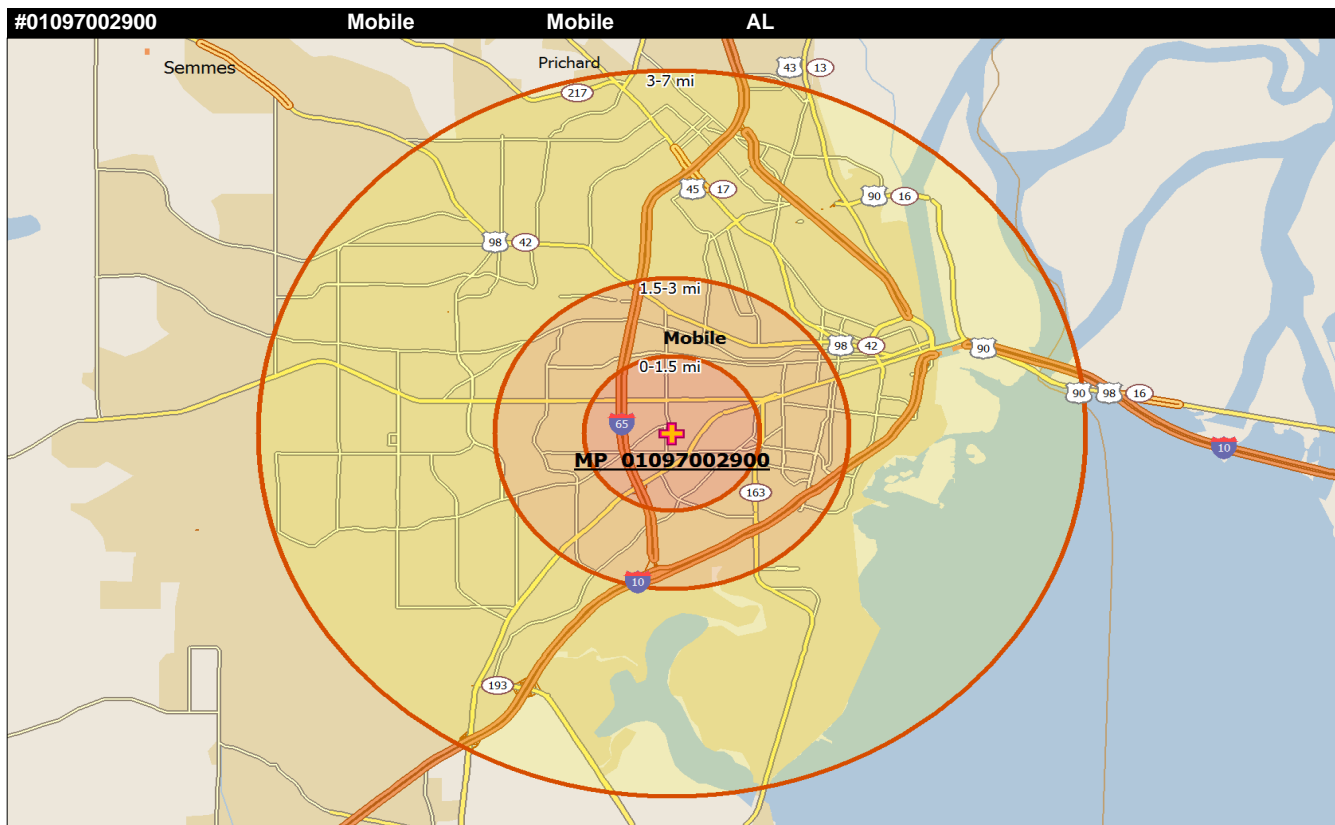 #01097002900 Mobile Mobile AL
Semmes
Prichard
43 13
3-7 mi
217
45 17
90 16
98 42
1.5-3 mi
Mobile
98 42
90
0-1.5 mi
90 98 16
65
10
MP 01097002900
163
10
193